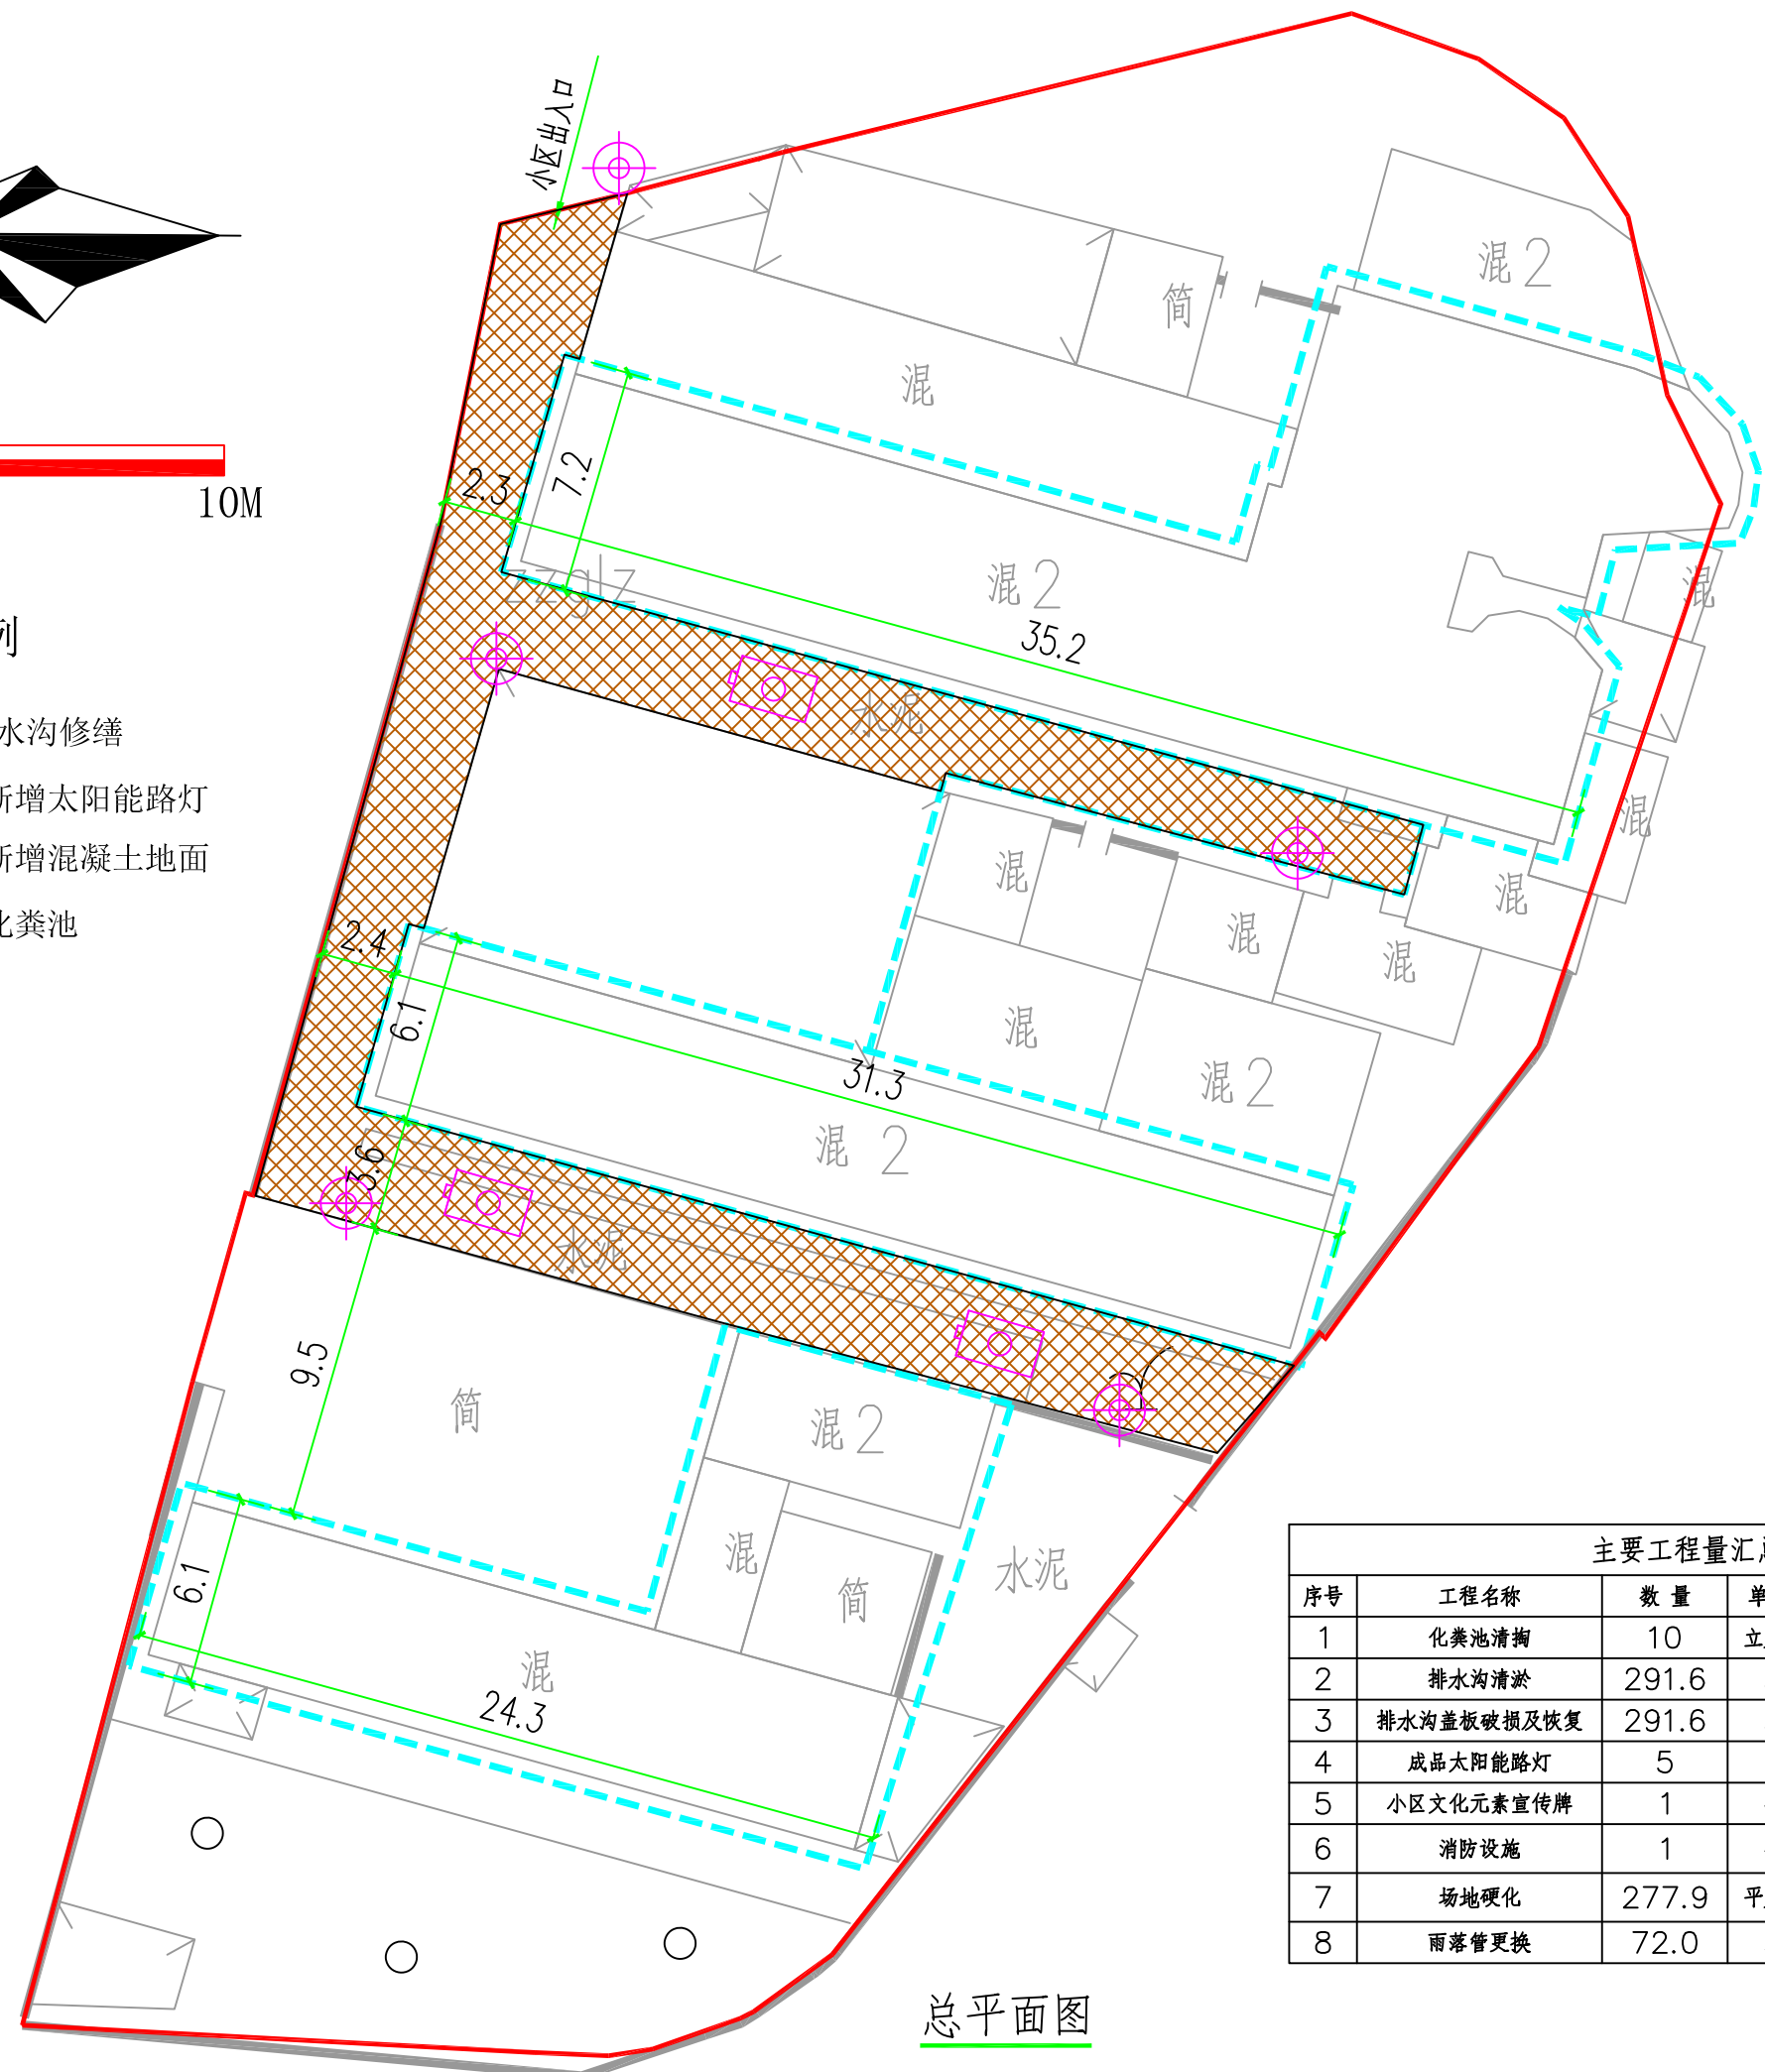 小区出入口
混2
简
混
10M
2.3
7.2
zzglz
混2
混
35.2
列
水沟修缮
水泥
新增太阳能路灯
混
新增混凝土地面
混
混
化粪池
2.4
混
混
6.1
混
31.3
混2
混 2
3.6
水泥
9.5
简
混2
混
简
水泥
6.1
混
24.3
主要工程量汇总
序号 工程名称 数 量 单
1 化粪池清掏 10 立
2 排水沟清淤 291.6
3 排水沟盖板破损及恢复 291.6
4 成品太阳能路灯 5
5 小区文化元素宣传牌 1
6 消防设施 1
7 场地硬化 277.9 平
8 雨落管更换 72.0
总平面图